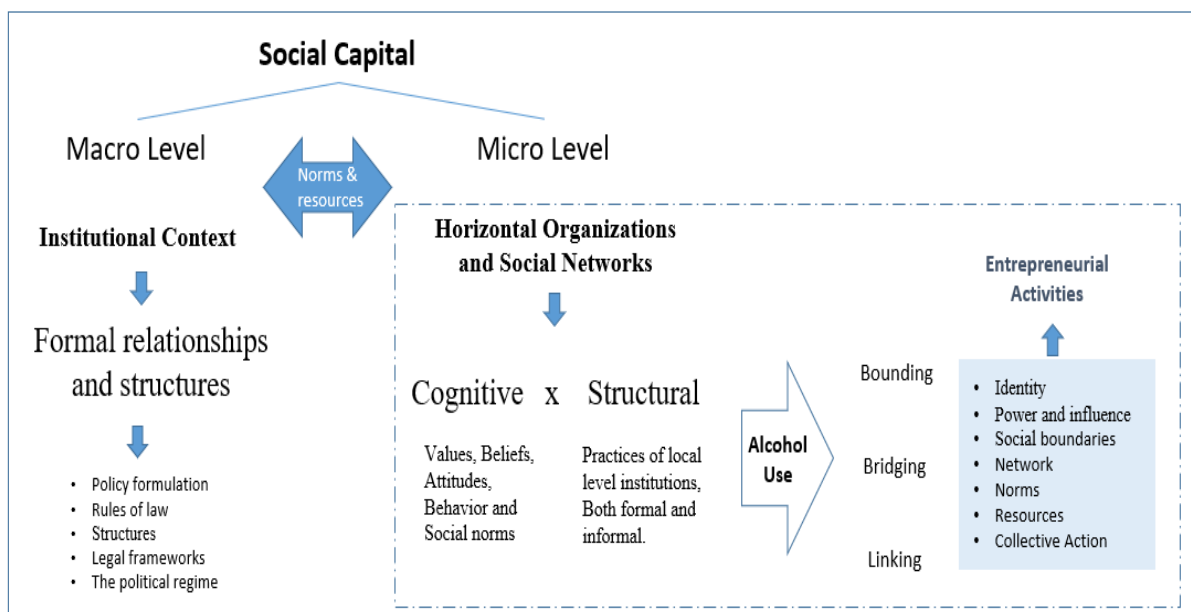 Social Capital
Macro Level
Norms &
resources
Micro Level
Institutional Context
Formal relationships
and structures
• Policy formulation
• Rules of law
• Structures
• Legal frameworks
• The political regime
Horizontal Organizations
and Social Networks
Cognitive x Structural
Values, Beliefs,
Attitudes,
Behavior and
Social norms
Practices of local
level institutions,
Both formal and
informal.
Alcohol
Use
Bounding
Bridging
Linking
Entrepreneurial
Activities
• Identity
• Power and influence
• Social boundaries
• Network
• Norms
• Resources
• Collective Action